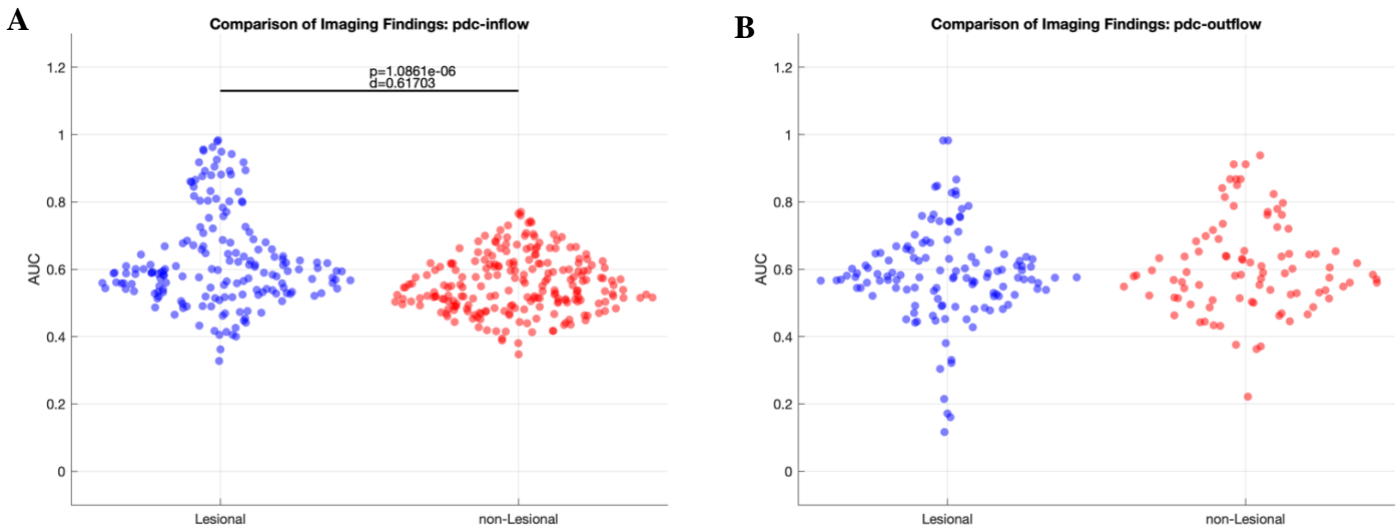 A
Comparison of Imaging Findings: pdc-inflow
1.2
1
0.8
0.6
0.4
0.2
0
AUC
p=1.0861e-06
d=0.61703
Lesional
non-Lesional
B
Comparison of Imaging Findings: pdc-outflow
1.2
1
0.8
0.6
0.4
0.2
0
AUC
Lesional
non-Lesional